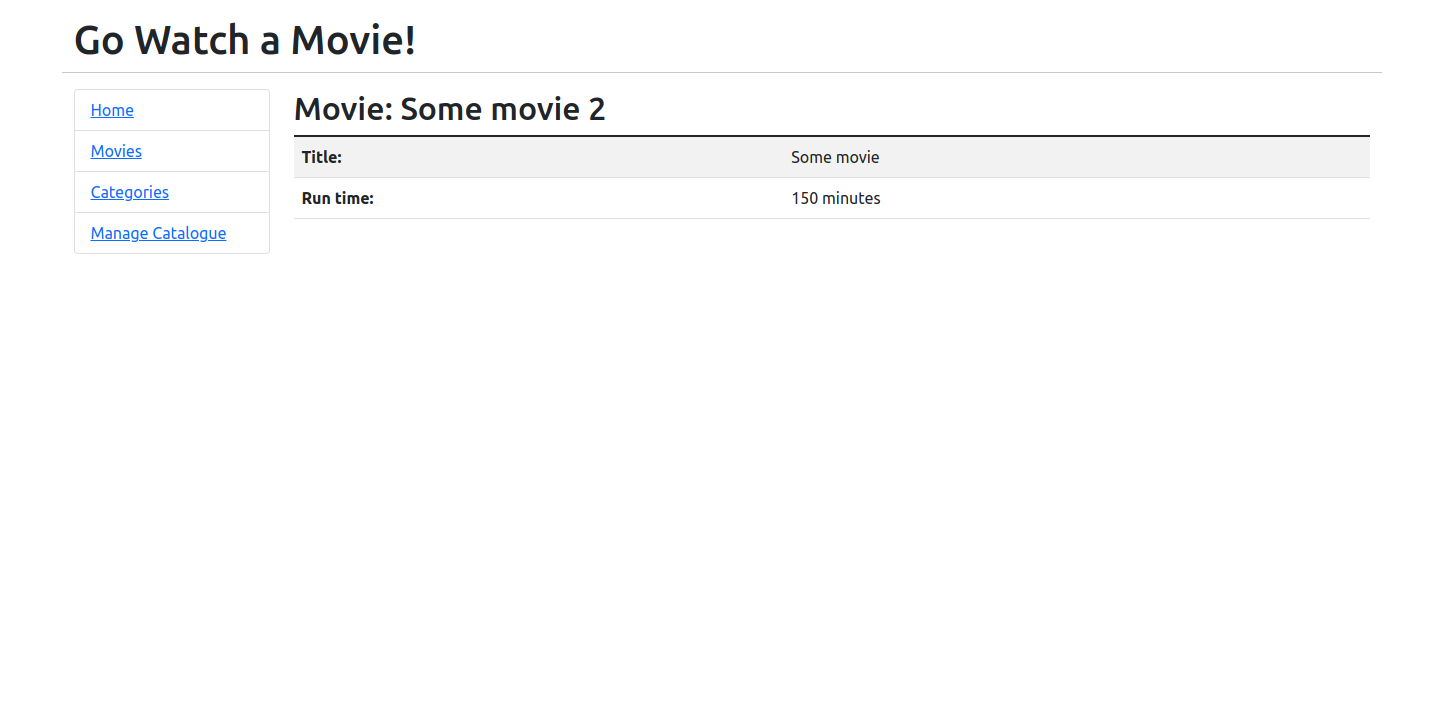 Go Watch a Movie!
Home
Movies
Categories
Manage Catalogue
Movie: Some movie 2
Title: Some movie
Run time: 150 minutes